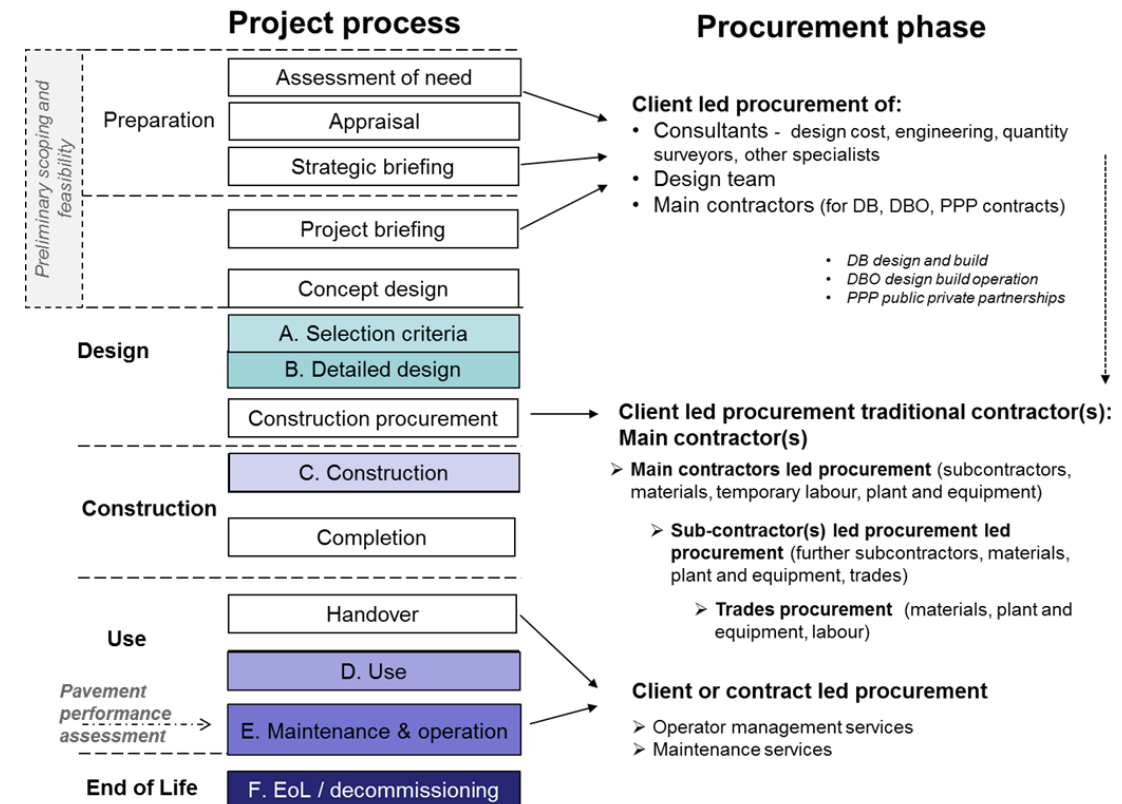 Project process
Procurement phase
Preliminary scoping and
feasibility
Preparation
Assessment of need
Appraisal
Strategic briefing
Project briefing
Concept design
Design
A. Selection criteria
B. Detailed design
Construction procurement
Construction
C. Construction
Completion
Use
Handover
D. Use
Pavement
performance
assessment
E. Maintenance & operation
End of Life
F. EoL / decommissioning
Client led procurement of:
• Consultants - design cost, engineering, quantity
surveyors, other specialists
• Design team
• Main contractors (for DB, DBO, PPP contracts)
• DB design and build
• DBO design build operation
• PPP public private partnerships
Client led procurement traditional contractor(s):
Main contractor(s)
➢ Main contractors led procurement (subcontractors,
materials, temporary labour, plant and equipment)
➢ Sub-contractor(s) led procurement led
procurement (further subcontractors, materials,
plant and equipment, trades)
➢ Trades procurement (materials, plant and
equipment, labour)
Client or contract led procurement
➢ Operator management services
➢ Maintenance services